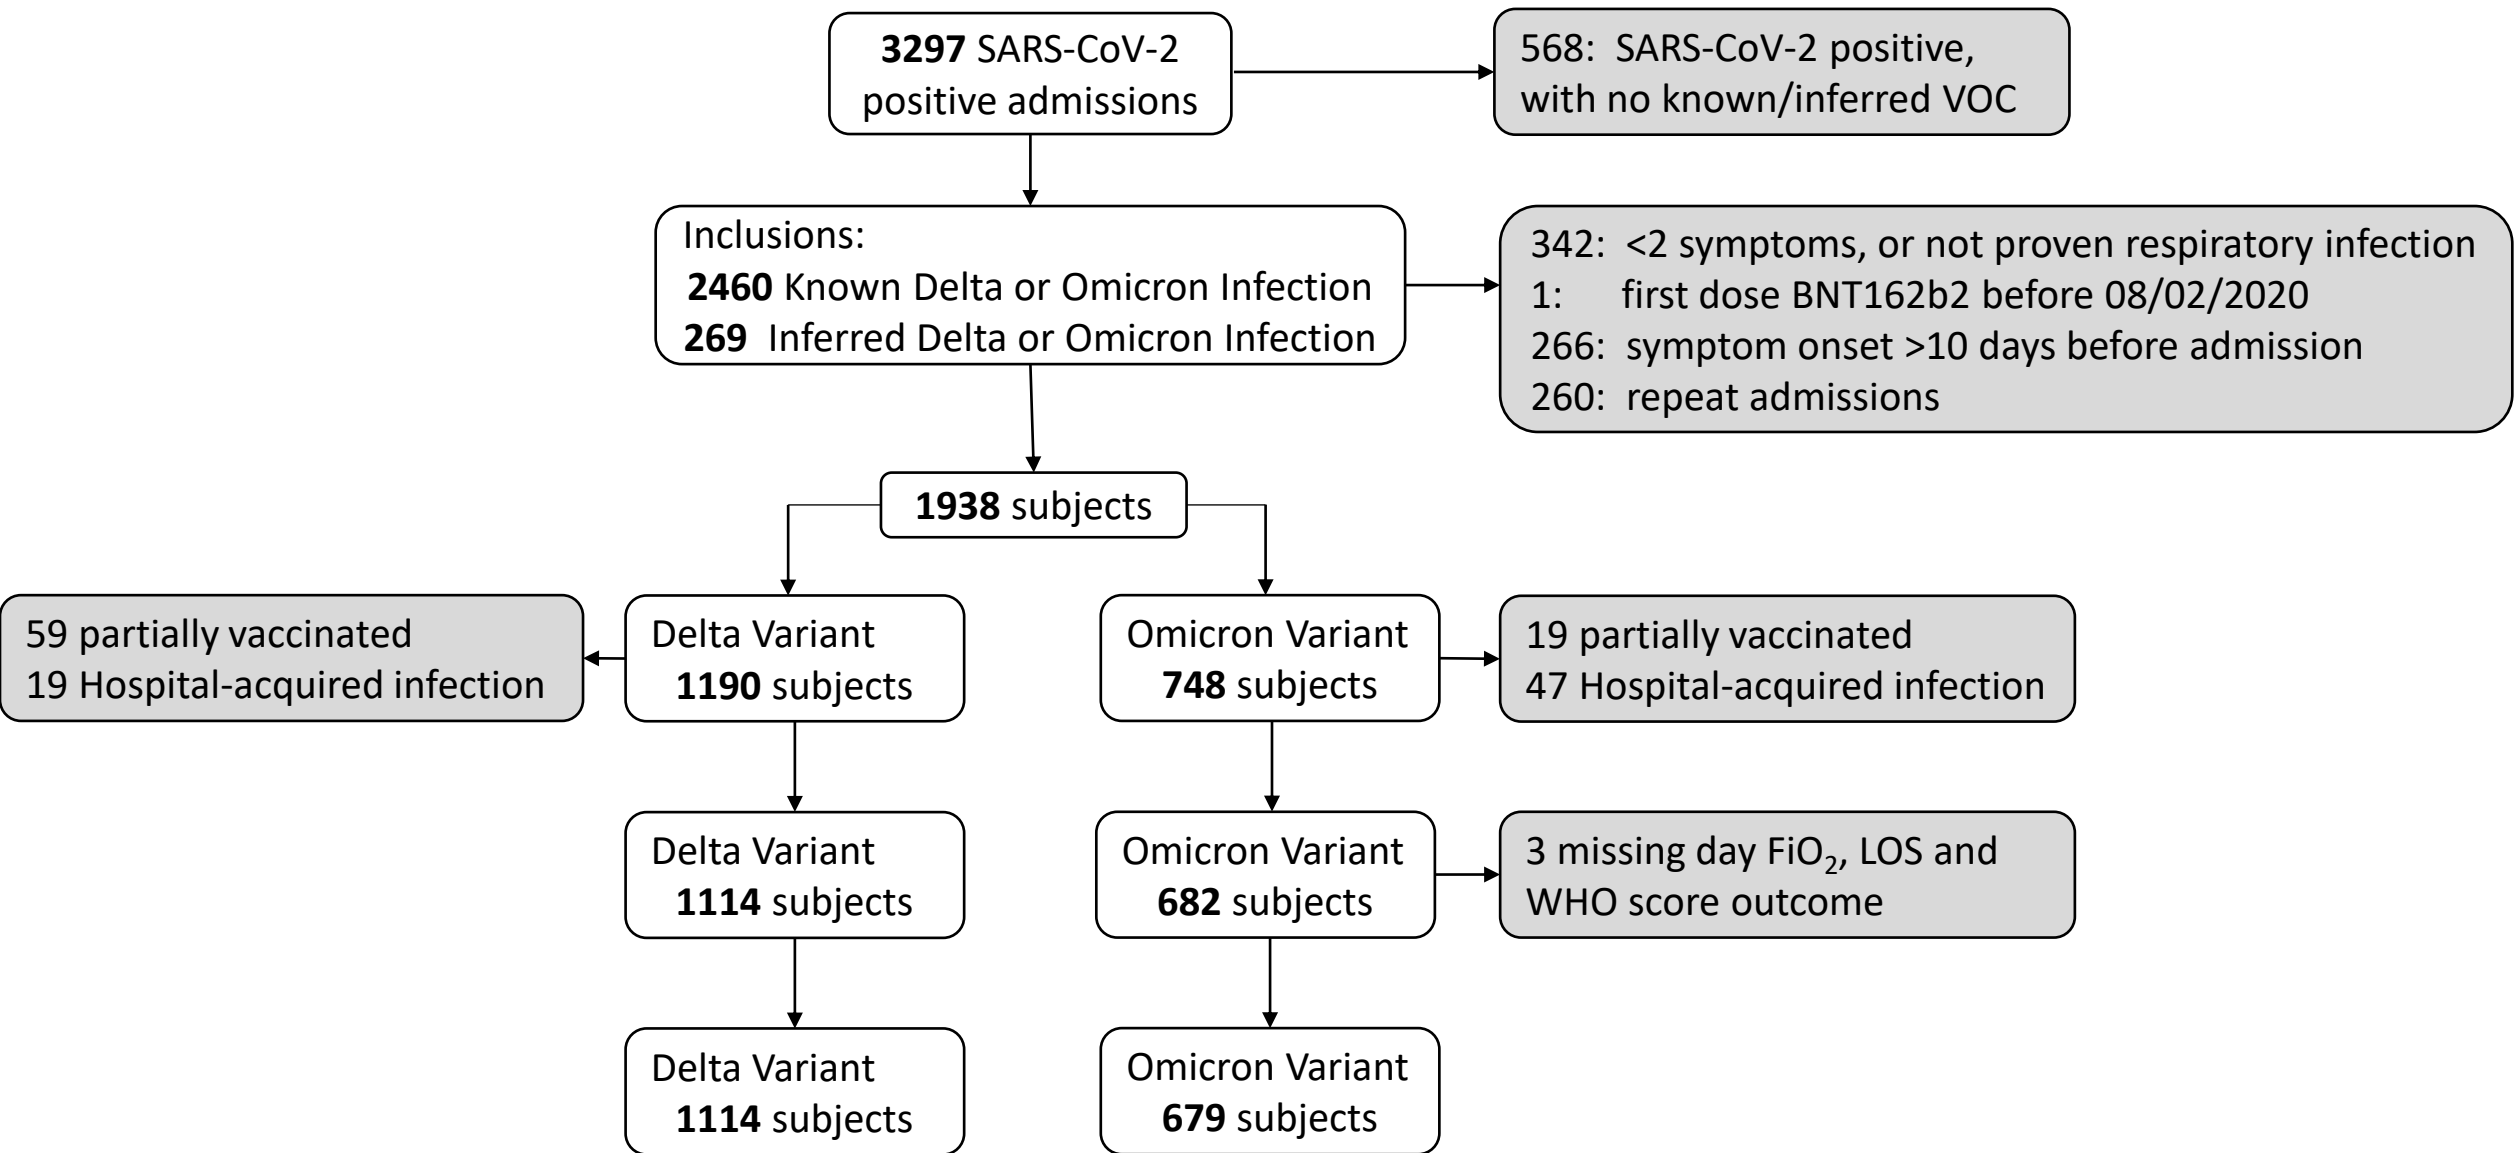 3297 SARS-CoV-2
positive admissions
568: SARS-CoV-2 positive,
with no known/inferred VOC
Inclusions:
2460 Known Delta or Omicron Infection
269 Inferred Delta or Omicron Infection
342: <2 symptoms, or not proven respiratory infection
1: first dose BNT162b2 before 08/02/2020
266: symptom onset >10 days before admission
260: repeat admissions
1938 subjects
59 partially vaccinated
19 Hospital-acquired infection
Delta Variant
1190 subjects
Omicron Variant
748 subjects
19 partially vaccinated
47 Hospital-acquired infection
Delta Variant
1114 subjects
Omicron Variant
682 subjects
3 missing day FiO₂, LOS and
WHO score outcome
Delta Variant
1114 subjects
Omicron Variant
679 subjects